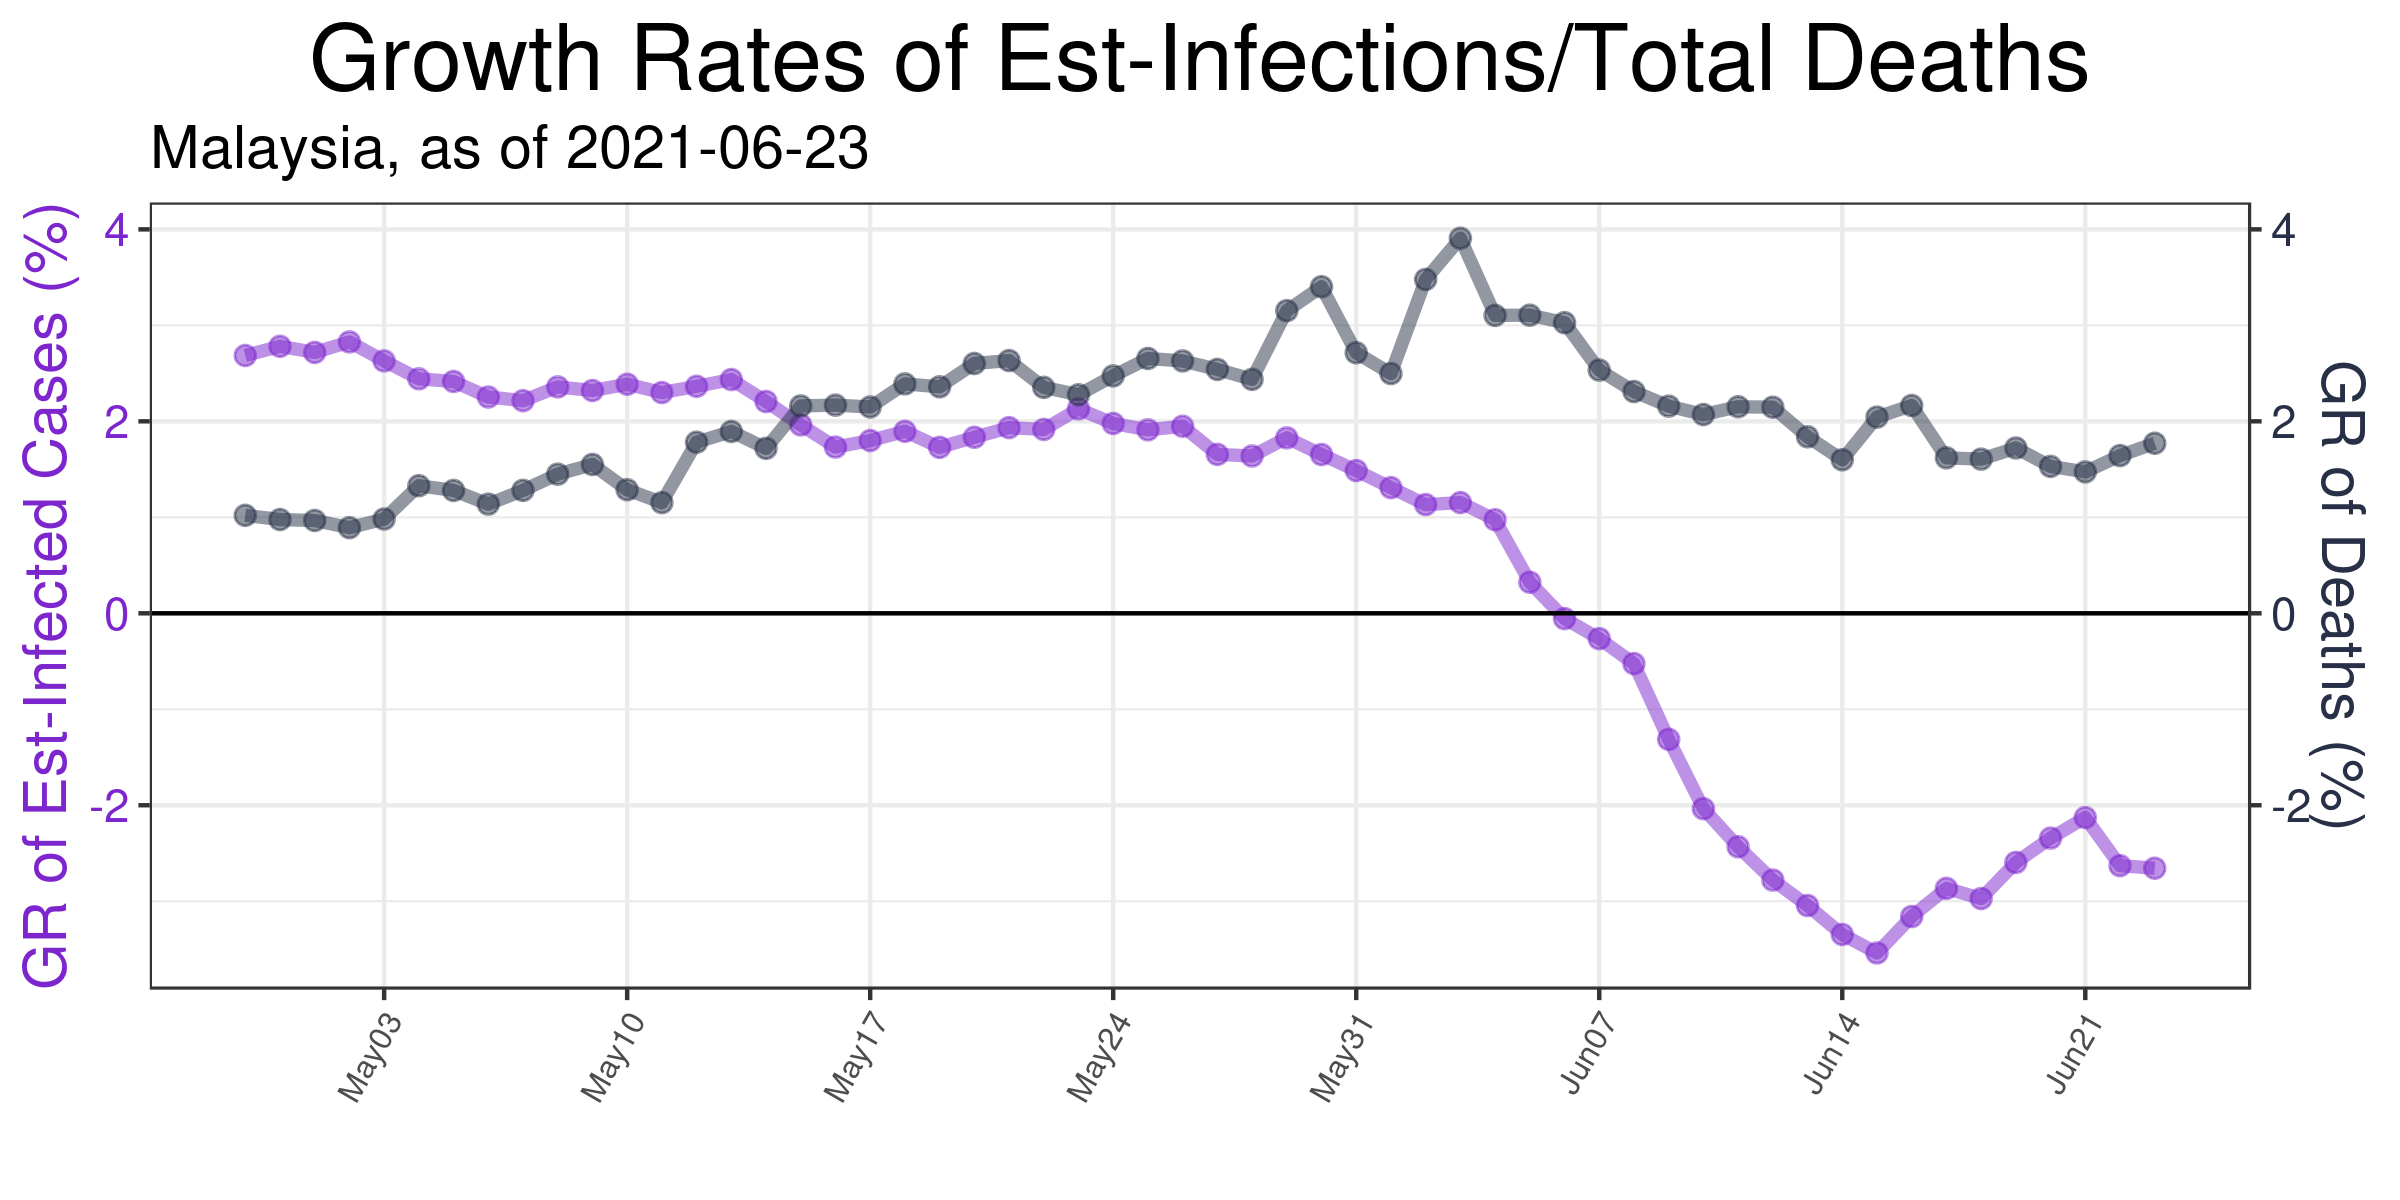 Growth Rates of Est-Infections/Total Deaths
Malaysia, as of 2021-06-23
GR of Est-Infected Cases (%)
4
2
0
-2
4
2
0
-2
GR of Deaths (%)
May03
May10
May17
May24
May31
Jun07
Jun14
Jun21